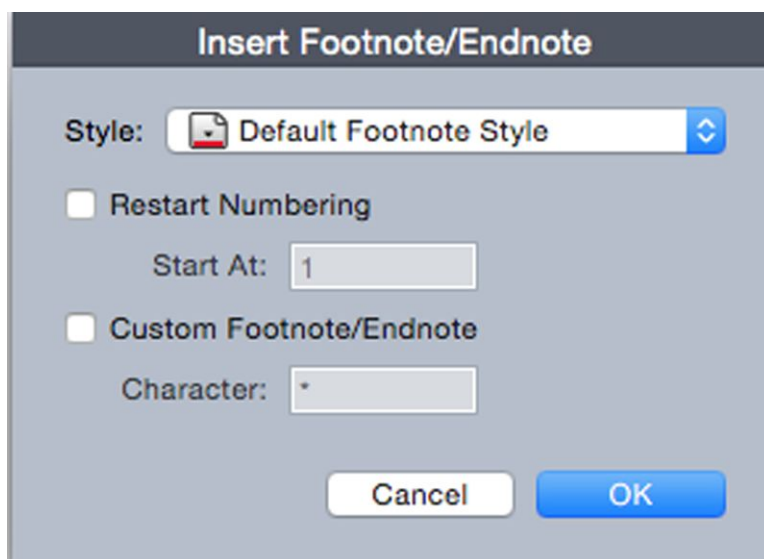 Insert Footnote/Endnote
Style: Default Footnote Style
Restart Numbering
Start At: 1
Custom Footnote/Endnote
Character: *
Cancel OK